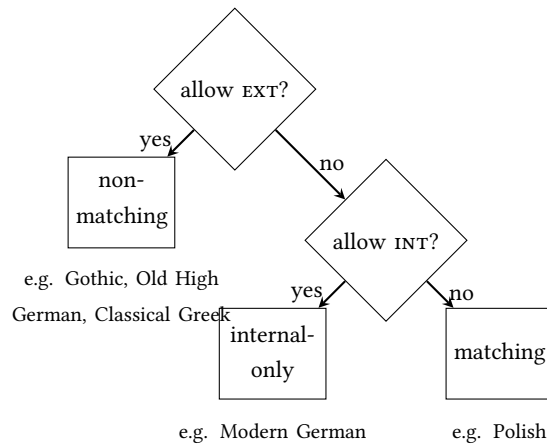 allow EXT?
yes
no
non-
matching
allow INT?
e.g. Gothic, Old High
German, Classical Greek
yes
no
internal-
only
matching
e.g. Modern German
e.g. Polish